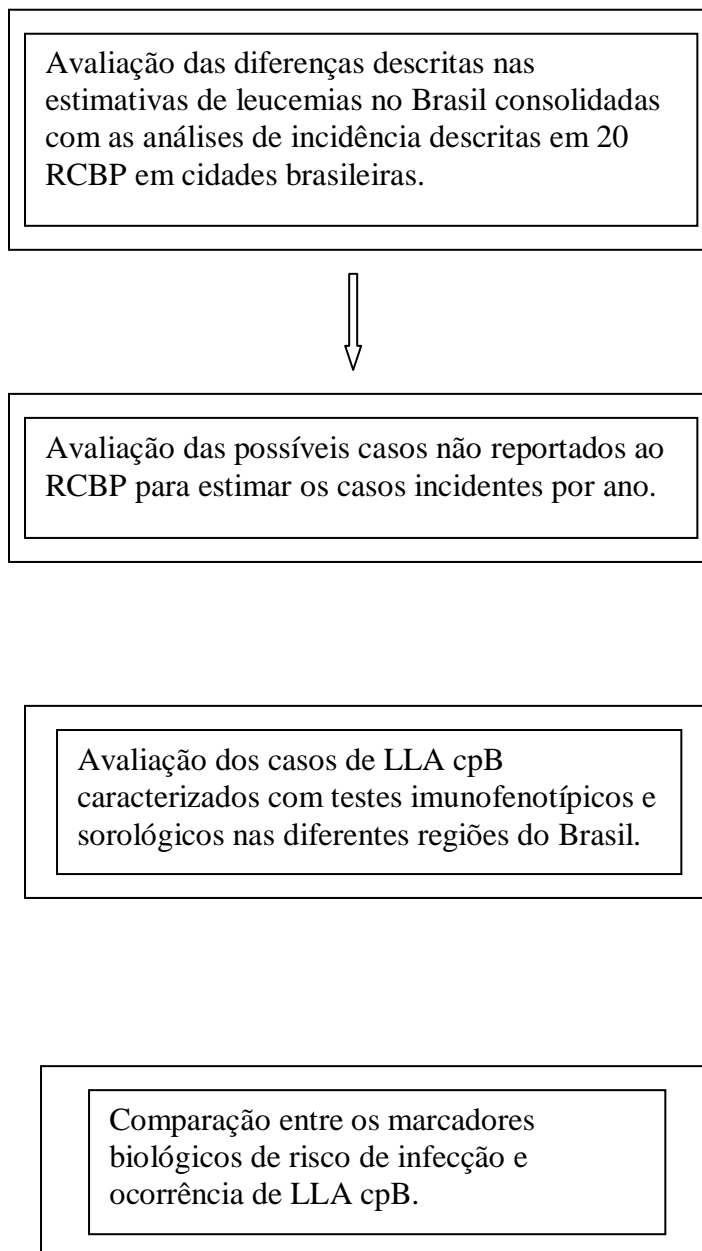 Avaliação das diferenças descritas nas
estimativas de leucemias no Brasil consolidadas
com as análises de incidência descritas em 20
RCBP em cidades brasileiras.
Avaliação das possíveis casos não reportados ao
RCBP para estimar os casos incidentes por ano.
Avaliação dos casos de LLA cpB
caracterizados com testes imunofenotípicos e
sorológicos nas diferentes regiões do Brasil.
Comparação entre os marcadores
biológicos de risco de infecção e
ocorrência de LLA cpB.